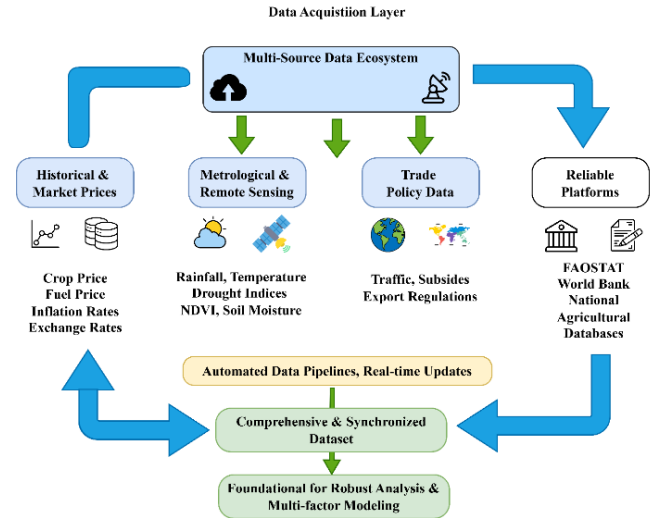 Data Acquistiion Layer
Multi-Source Data Ecosystem
Historical &
Market Prices
Metrological &
Remote Sensing
Trade
Policy Data
Reliable
Platforms
Crop Price
Fuel Price
Inflation Rates
Exchange Rates
Rainfall, Temperature
Drought Indices
NDVI, Soil Moisture
Traffic, Subsides
Export Regulations
FAOSTAT
World Bank
National
Agricultural
Databases
Automated Data Pipelines, Real-time Updates
Comprehensive & Synchronized
Dataset
Foundational for Robust Analysis &
Multi-factor Modeling